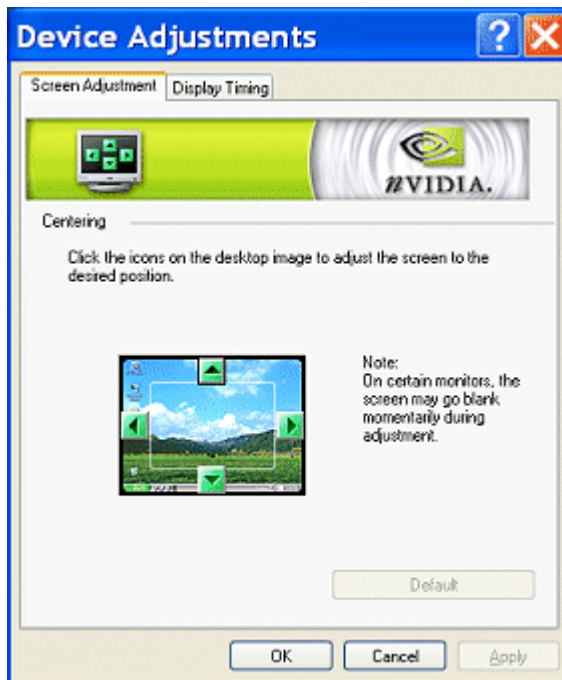 Device Adjustments
Screen Adjustment
Display Timing
nVIDIA.
Centering
Click the icons on the desktop image to adjust the screen to the
desired position.
Note:
On certain monitors, the
screen may go blank
momentarily during
adjustment.
Default
OK
Cancel
Apply